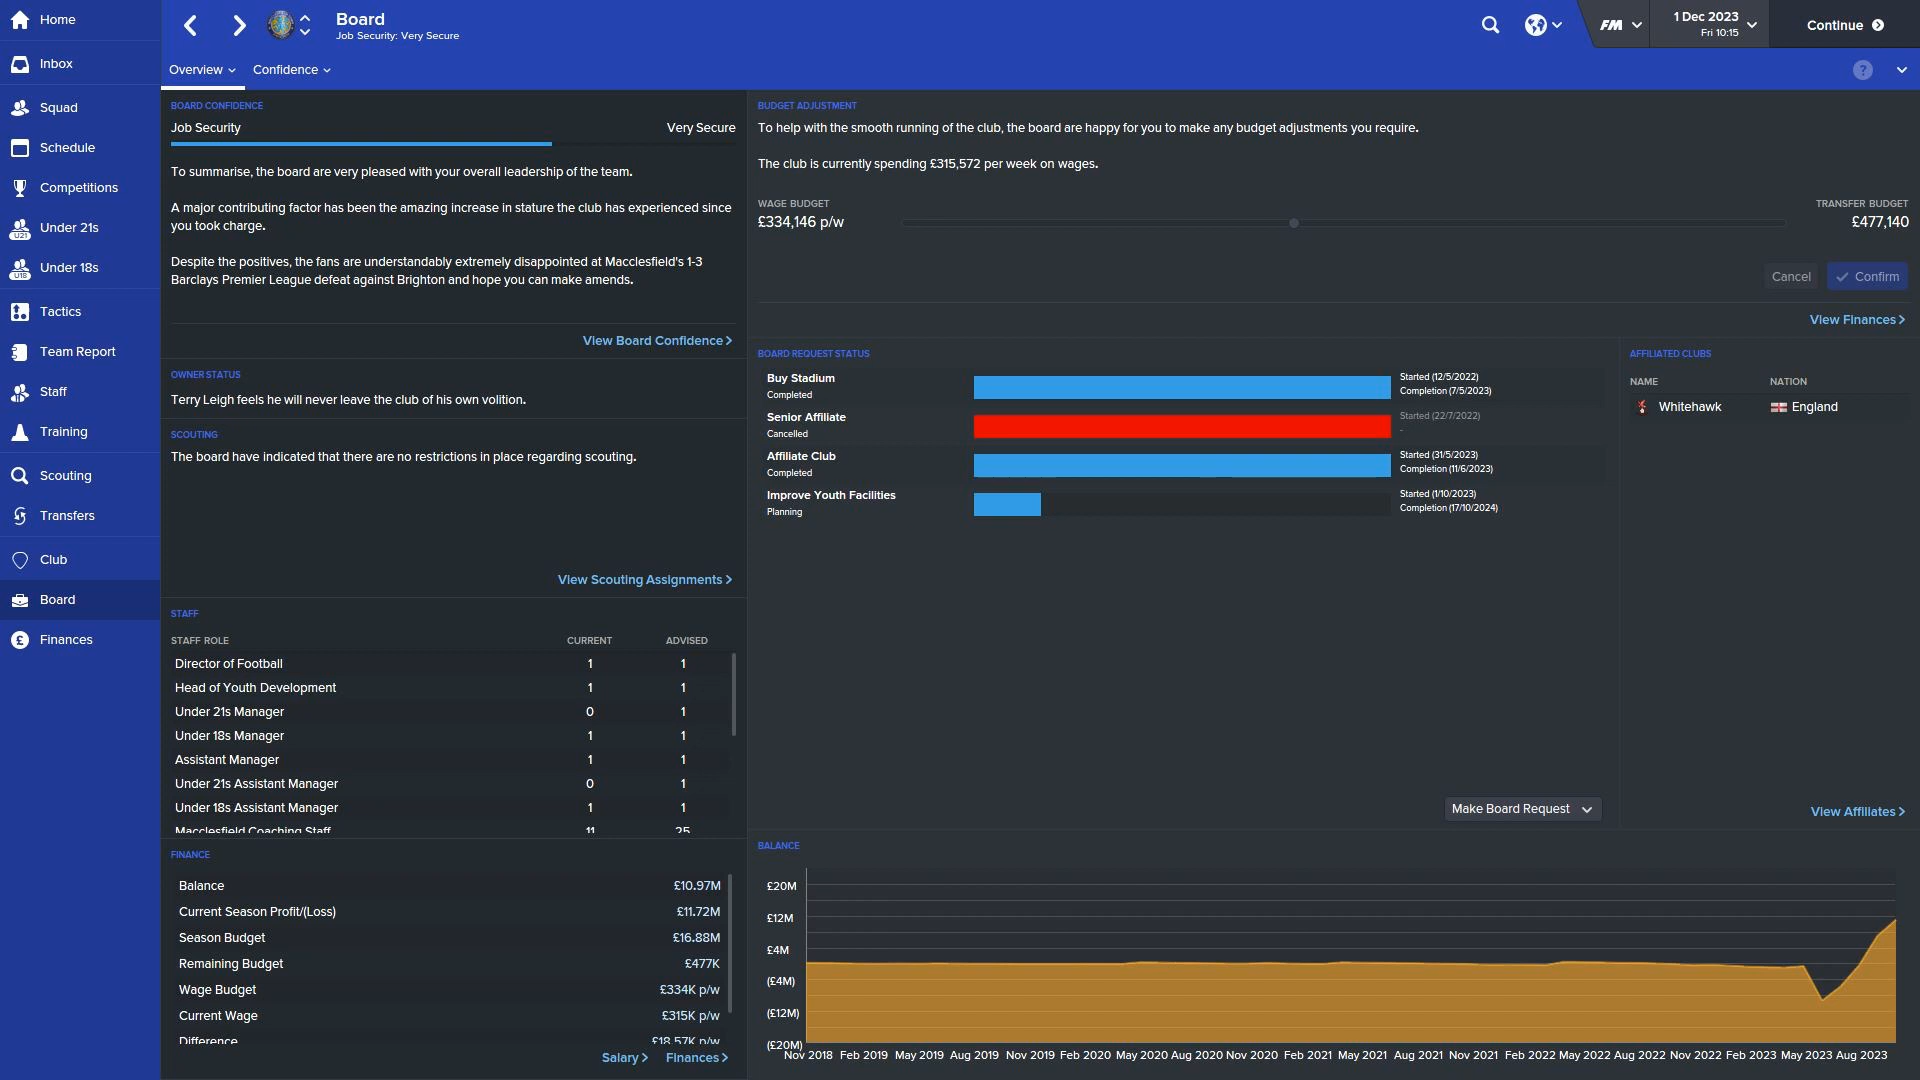 Home
Inbox
Squad
Schedule
Competitions
U21
Under 21s
U18
Under 18s
Tactics
Team Report
Staff
Training
Scouting
Transfers
Club
Board
Finances
Board
Job Security: Very Secure
FM
1 Dec 2023
Fri 10:15
Continue
Overview
Confidence
?
BOARD CONFIDENCE
Job Security Very Secure
To summarise, the board are very pleased with your overall leadership of the team.
A major contributing factor has been the amazing increase in stature the club has experienced since
you took charge.
Despite the positives, the fans are understandably extremely disappointed at Macclesfield's 1-3
Barclays Premier League defeat against Brighton and hope you can make amends.
View Board Confidence
OWNER STATUS
Terry Leigh feels he will never leave the club of his own volition.
SCOUTING
The board have indicated that there are no restrictions in place regarding scouting.
View Scouting Assignments
STAFF
STAFF ROLE CURRENT ADVISED
Director of Football 1 1
Head of Youth Development 1 1
Under 21s Manager 0 1
Under 18s Manager 1 1
Assistant Manager 1 1
Under 21s Assistant Manager 0 1
Under 18s Assistant Manager 1 1
Macclesfield Coaching Staff 11 25
FINANCE
Balance £10.97M
Current Season Profit/(Loss) £11.72M
Season Budget £16.88M
Remaining Budget £477K
Wage Budget £334K p/w
Current Wage £315K p/w
Difference £18.57K p/w
Salary Finances
BUDGET ADJUSTMENT
To help with the smooth running of the club, the board are happy for you to make any budget adjustments you require.
The club is currently spending £315,572 per week on wages.
WAGE BUDGET TRANSFER BUDGET
£334,146 p/w £477,140
Cancel Confirm
View Finances
BOARD REQUEST STATUS
Buy Stadium
Completed
Started (12/5/2022)
Completion (7/5/2023)
Senior Affiliate
Cancelled
Started (22/7/2022)
-
Affiliate Club
Completed
Started (31/5/2023)
Completion (11/6/2023)
Improve Youth Facilities
Planning
Started (1/10/2023)
Completion (17/10/2024)
Make Board Request
AFFILIATED CLUBS
NAME NATION
Whitehawk England
View Affiliates
BALANCE
£20M
£12M
£4M
(£4M)
(£12M)
(£20M)
Nov 2018 Feb 2019 May 2019 Aug 2019 Nov 2019 Feb 2020 May 2020 Aug 2020 Nov 2020 Feb 2021 May 2021 Aug 2021 Nov 2021 Feb 2022 May 2022 Aug 2022 Nov 2022 Feb 2023 May 2023 Aug 2023